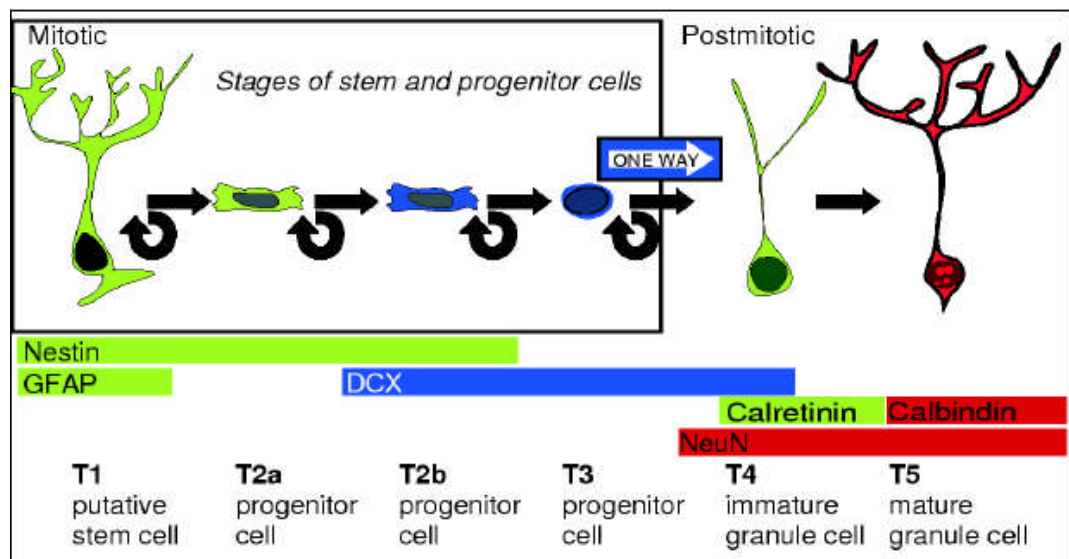 Mitotic
Postmitotic
Stages of stem and progenitor cells
ONE WAY
Nestin
GFAP
DCX
Calretinin
Calbindin
NeuN
T1
T2a
T2b
T3
T4
T5
putative
progenitor
progenitor
progenitor
immature
mature
stem cell
cell
cell
cell
granule cell
granule cell